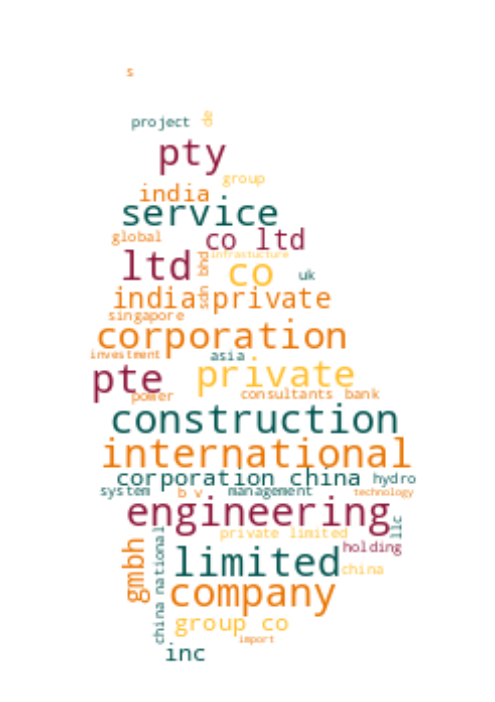 s
project de
pty
group
india
service
global co ltd
infrastucture
ltd sdn bhd co uk
india private
singapore
corporation
investment asia
pte private
power consultants bank
construction
international
corporation china hydro
system b v management technology
engineering
private limited llc
holding
gmbh china national limited china
company
group co
import
inc